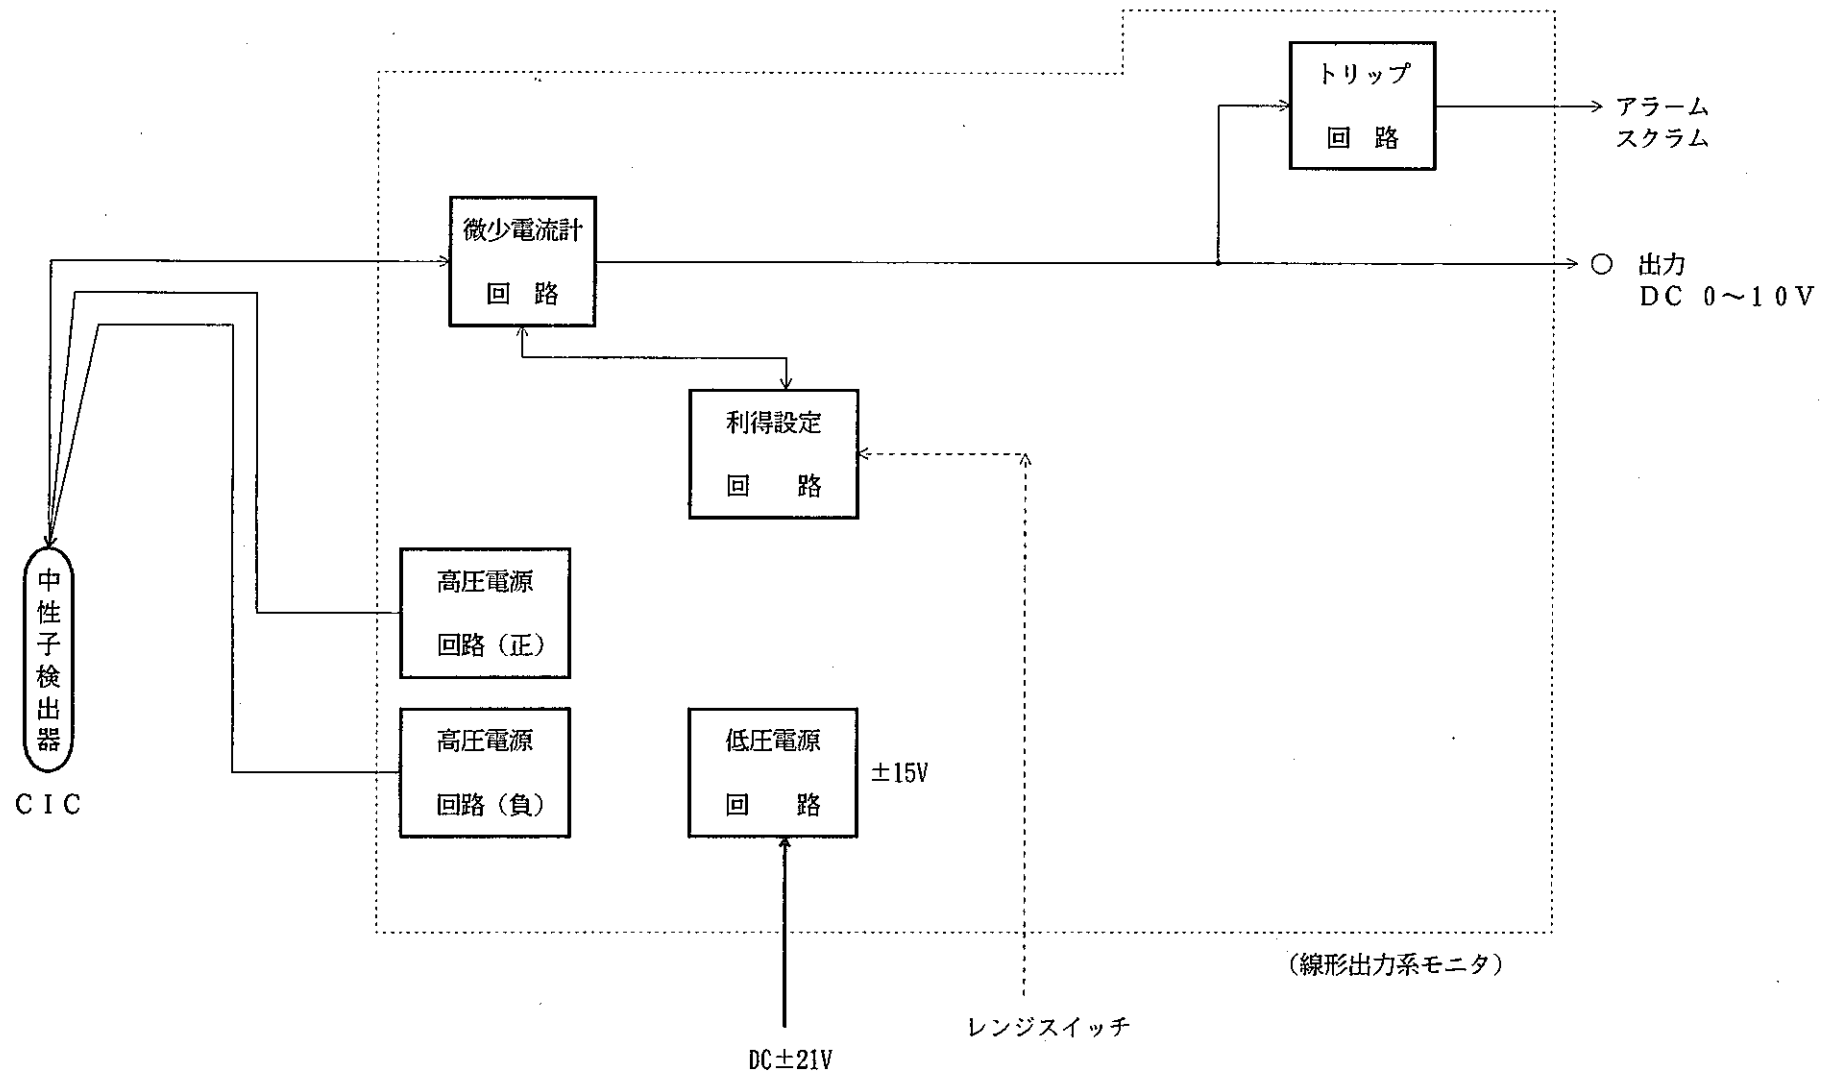 トリップ
回　路
アラーム
スクラム
微少電流計
回　路
出力
DC　0～10V
利得設定
回　　路
中性子検出器
CIC
高圧電源
回路（正）
高圧電源
回路（負）
低圧電源
回　　路
±15V
（線形出力系モニタ）
レンジスイッチ
DC±21V